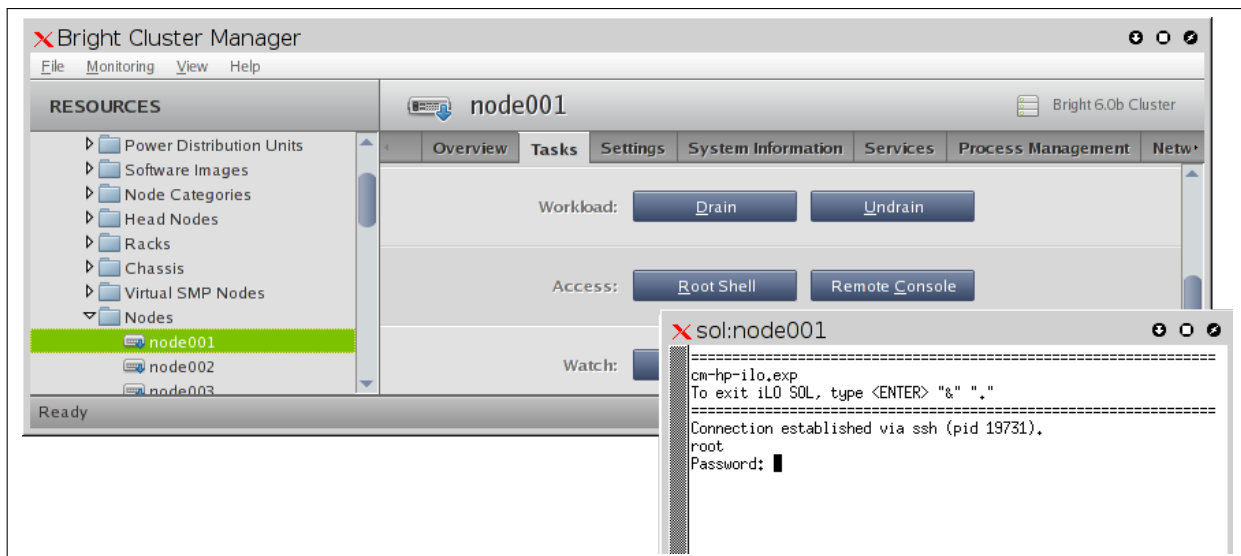 Bright Cluster Manager
File Monitoring View Help
RESOURCES
node001
Bright 6.0b Cluster
Power Distribution Units
Software Images
Node Categories
Head Nodes
Racks
Chassis
Virtual SMP Nodes
Nodes
node001
node002
node003
Overview Tasks Settings System Information Services Process Management Netw
Workload: Drain Undrain
Access: Root Shell Remote Console
Watch:
Ready
sol:node001
==============================================================================
cm-hp-ilo.exp
To exit iLO SOL, type <ENTER> "&" "."
==============================================================================
Connection established via ssh (pid 19731).
root
Password: